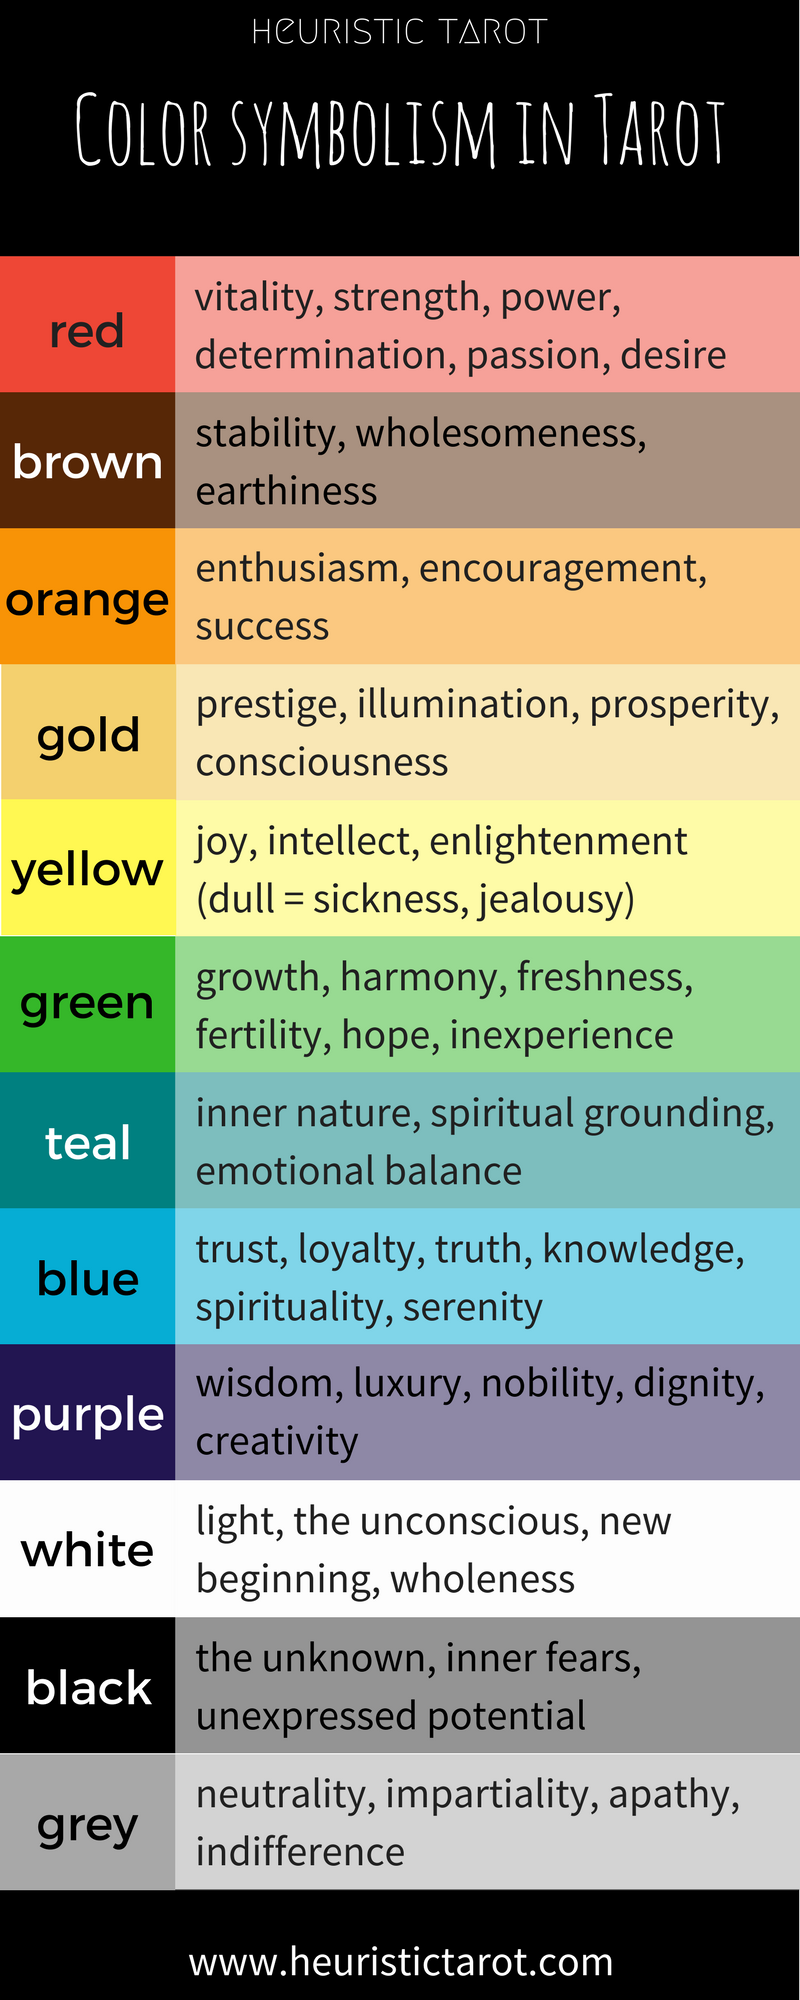 HEURISTIC TAROT
Color symbolism in Tarot
red
vitality, strength, power,
determination, passion, desire
brown
stability, wholesomeness,
earthiness
orange
enthusiasm, encouragement,
success
gold
prestige, illumination, prosperity,
consciousness
yellow
joy, intellect, enlightenment
(dull = sickness, jealousy)
green
growth, harmony, freshness,
fertility, hope, inexperience
teal
inner nature, spiritual grounding,
emotional balance
blue
trust, loyalty, truth, knowledge,
spirituality, serenity
purple
wisdom, luxury, nobility, dignity,
creativity
white
light, the unconscious, new
beginning, wholeness
black
the unknown, inner fears,
unexpressed potential
grey
neutrality, impartiality, apathy,
indifference
www.heuristictarot.com